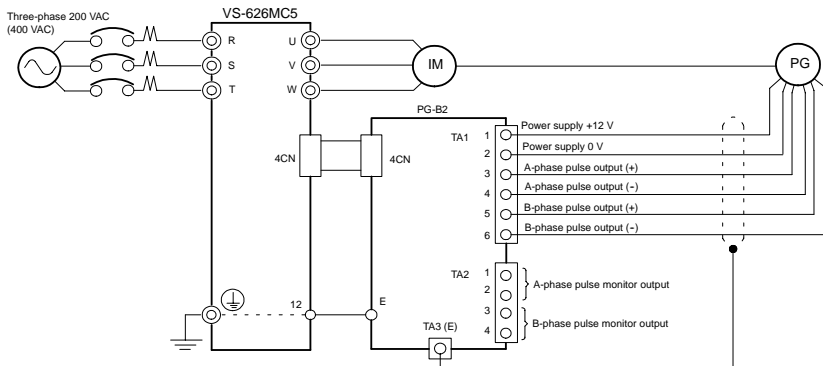 VS-626MC5
Three-phase 200 VAC
(400 VAC)
R
S
T
U
V
W
IM
PG
PG-B2
4CN
4CN
TA1
1
2
3
4
5
6
Power supply +12 V
Power supply 0 V
A-phase pulse output (+)
A-phase pulse output (-)
B-phase pulse output (+)
B-phase pulse output (-)
TA2
1
2
3
4
A-phase pulse monitor output
B-phase pulse monitor output
12
E
TA3 (E)